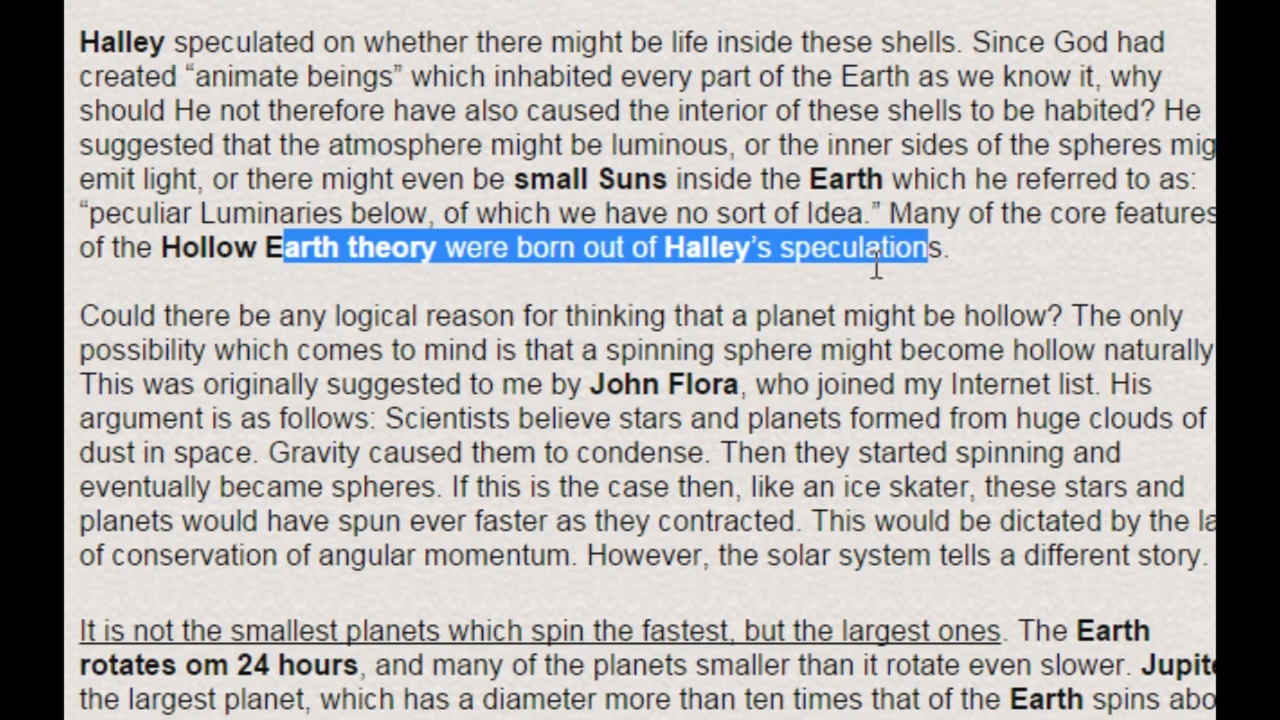 Halley speculated on whether there might be life inside these shells. Since God had
created “animate beings” which inhabited every part of the Earth as we know it, why
should He not therefore have also caused the interior of these shells to be habited? He
suggested that the atmosphere might be luminous, or the inner sides of the spheres mig
emit light, or there might even be small Suns inside the Earth which he referred to as:
“peculiar Luminaries below, of which we have no sort of Idea.” Many of the core features
of the Hollow Earth theory were born out of Halley’s speculations.
Could there be any logical reason for thinking that a planet might be hollow? The only
possibility which comes to mind is that a spinning sphere might become hollow naturally
This was originally suggested to me by John Flora, who joined my Internet list. His
argument is as follows: Scientists believe stars and planets formed from huge clouds of
dust in space. Gravity caused them to condense. Then they started spinning and
eventually became spheres. If this is the case then, like an ice skater, these stars and
planets would have spun ever faster as they contracted. This would be dictated by the la
of conservation of angular momentum. However, the solar system tells a different story.
It is not the smallest planets which spin the fastest, but the largest ones. The Earth
rotates om 24 hours, and many of the planets smaller than it rotate even slower. Jupite
the largest planet, which has a diameter more than ten times that of the Earth spins abo